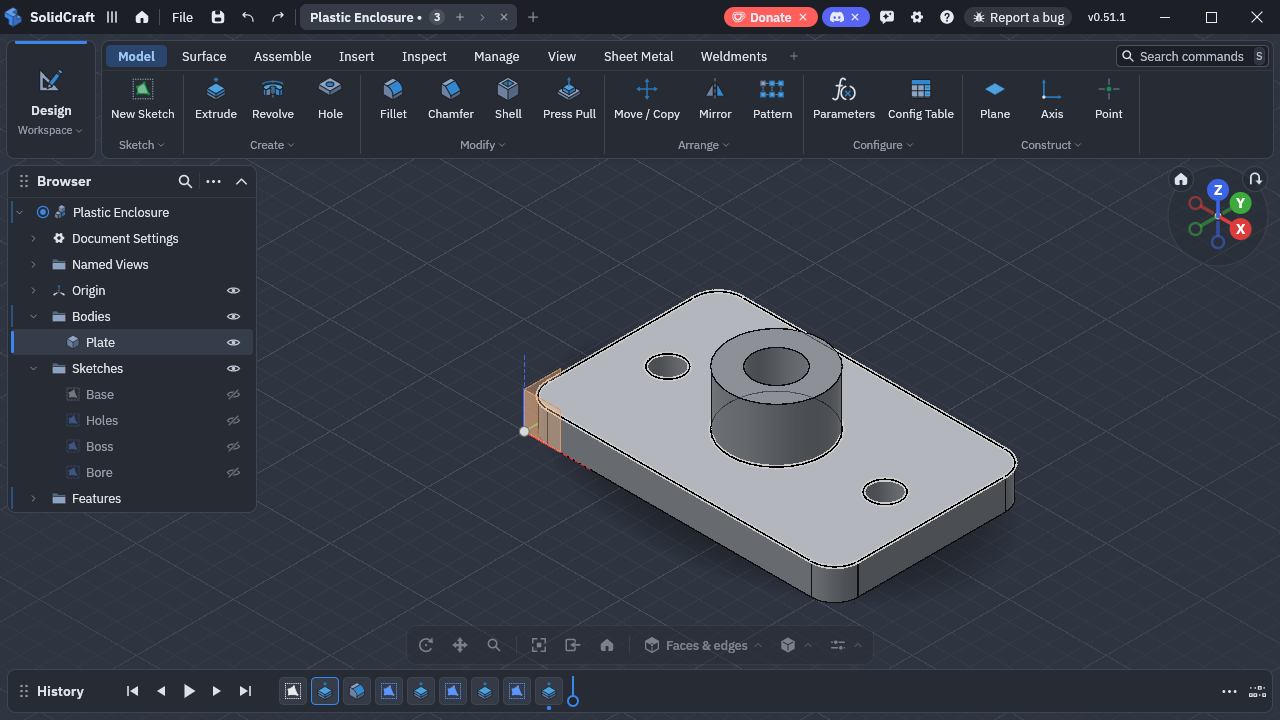 SolidCraft
File
Plastic Enclosure • 3
Donate
Report a bug
v0.51.1
Design
Workspace
Model
Surface
Assemble
Insert
Inspect
Manage
View
Sheet Metal
Weldments
Search commands S
New Sketch
Extrude
Revolve
Hole
Fillet
Chamfer
Shell
Press Pull
Move / Copy
Mirror
Pattern
Parameters
Config Table
Plane
Axis
Point
Sketch
Create
Modify
Arrange
Configure
Construct
Browser
Plastic Enclosure
Document Settings
Named Views
Origin
Bodies
Plate
Sketches
Base
Holes
Boss
Bore
Features
Z
Y
X
Faces & edges
History